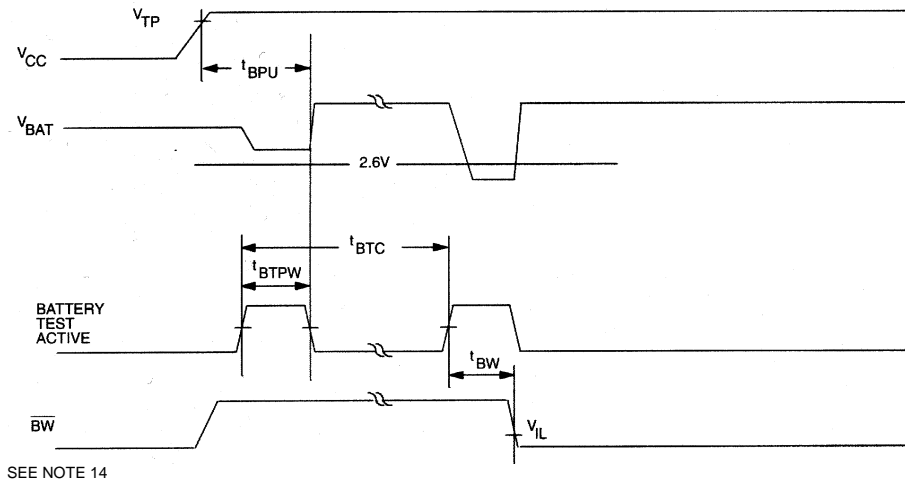 VTP
VCC
tBPU
VBAT
2.6V
tBTC
tBTPW
BATTERY
TEST
ACTIVE
tBW
BW
VIL
SEE NOTE 14